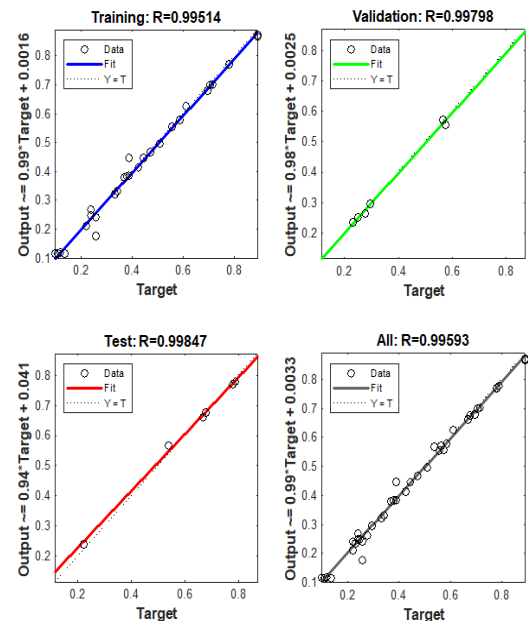 Training: R=0.99514
Output ~= 0.99*Target + 0.0016
Data
Fit
Y = T
0.9
0.8
0.7
0.6
0.5
0.4
0.3
0.2
0.1
0.2 0.4 0.6 0.8
Target
Validation: R=0.99798
Output ~= 0.98*Target + 0.0025
Data
Fit
Y = T
0.8
0.7
0.6
0.5
0.4
0.3
0.2
0.2 0.4 0.6 0.8
Target
Test: R=0.99847
Output ~= 0.94*Target + 0.041
Data
Fit
Y = T
0.8
0.7
0.6
0.5
0.4
0.3
0.2
0.2 0.4 0.6 0.8
Target
All: R=0.99593
Output ~= 0.99*Target + 0.0033
Data
Fit
Y = T
0.8
0.7
0.6
0.5
0.4
0.3
0.2
0.1
0.2 0.4 0.6 0.8
Target